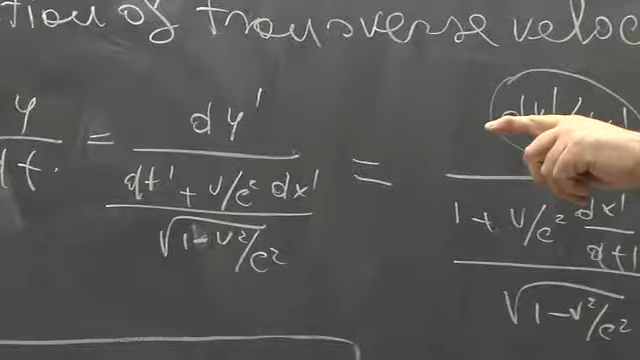 tion of transverse veloc
y/dt. = dy'/((dt' + v/c² dx')/√(1-v²/c²)) = dy'/((1 + v/c² dx'/dt')/√(1-v²/c²))